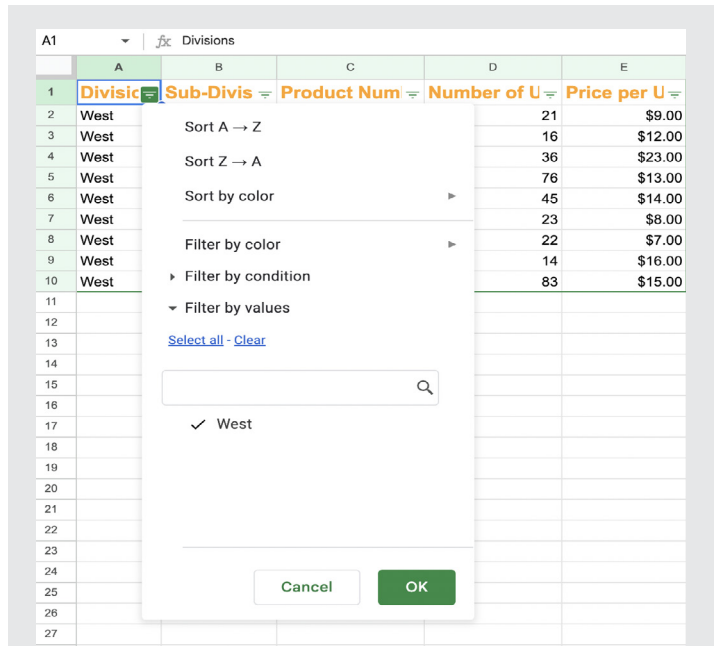 A1 fx Divisions
A B C D E
1 Divisic Sub-Divis Product Num Number of U Price per U
2 West 21 $9.00
3 West 16 $12.00
4 West 36 $23.00
5 West 76 $13.00
6 West 45 $14.00
7 West 23 $8.00
8 West 22 $7.00
9 West 14 $16.00
10 West 83 $15.00
Sort A → Z
Sort Z → A
Sort by color
Filter by color
Filter by condition
Filter by values
Select all - Clear
West
Cancel OK
11
12
13
14
15
16
17
18
19
20
21
22
23
24
25
26
27